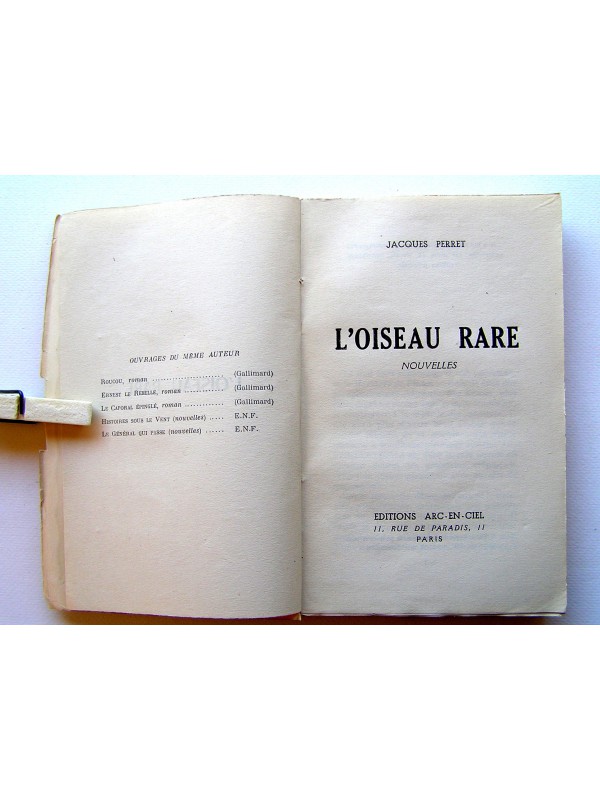 OUVRAGES DU MÊME AUTEUR
ROUCOU, roman .................... (Gallimard)
ERNEST LE REBELLE, roman ....... (Gallimard)
LE CAPORAL ÉPINGLÉ, roman ........ (Gallimard)
HISTOIRES SOUS LE VENT (nouvelles) ..... E.N.F.
LE GÉNÉRAL QUI PASSE (nouvelles) ...... E.N.F.
JACQUES PERRET
L'OISEAU RARE
NOUVELLES
EDITIONS ARC-EN-CIEL
11, RUE DE PARADIS, 11
PARIS